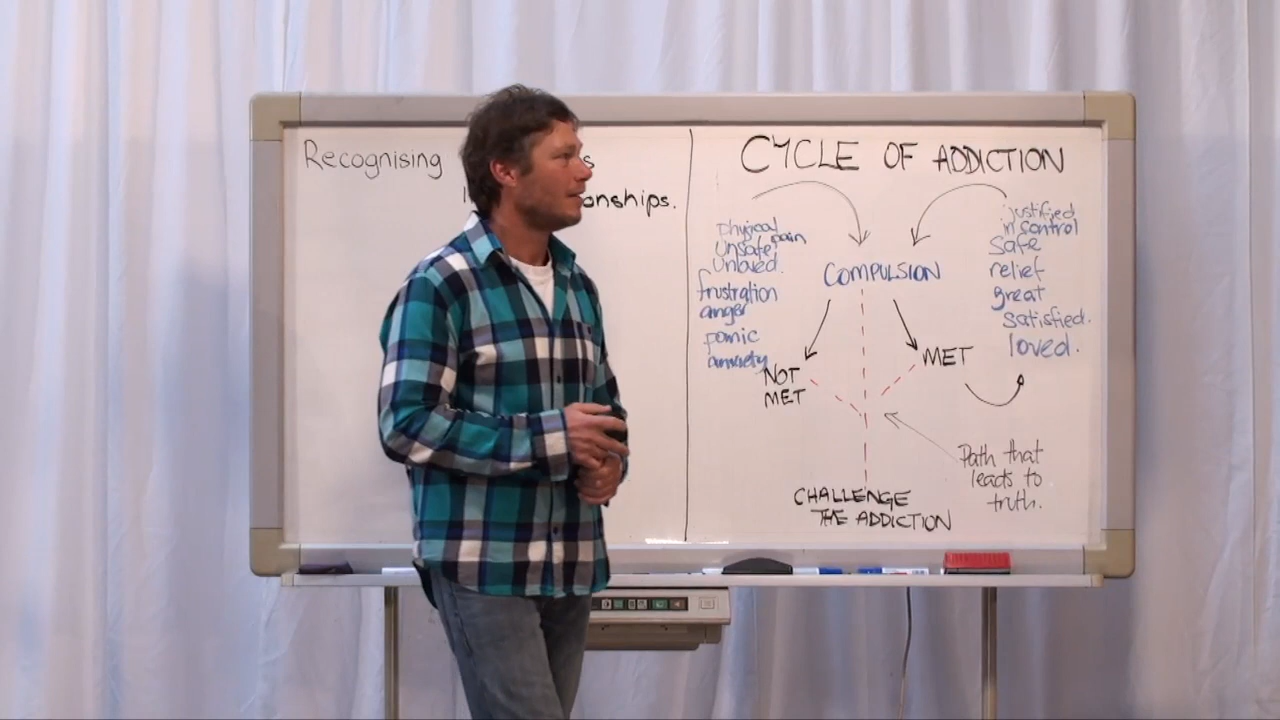 Recognising
onships.
CYCLE OF ADDICTION
physical
pain
Unsafe
Unloved.
frustration
anger
panic
anxiety
COMPULSION
justified
in control
Safe
relief
great
Satisfied.
loved.
NOT
MET
MET
Path that
leads to
truth.
CHALLENGE
THE ADDICTION